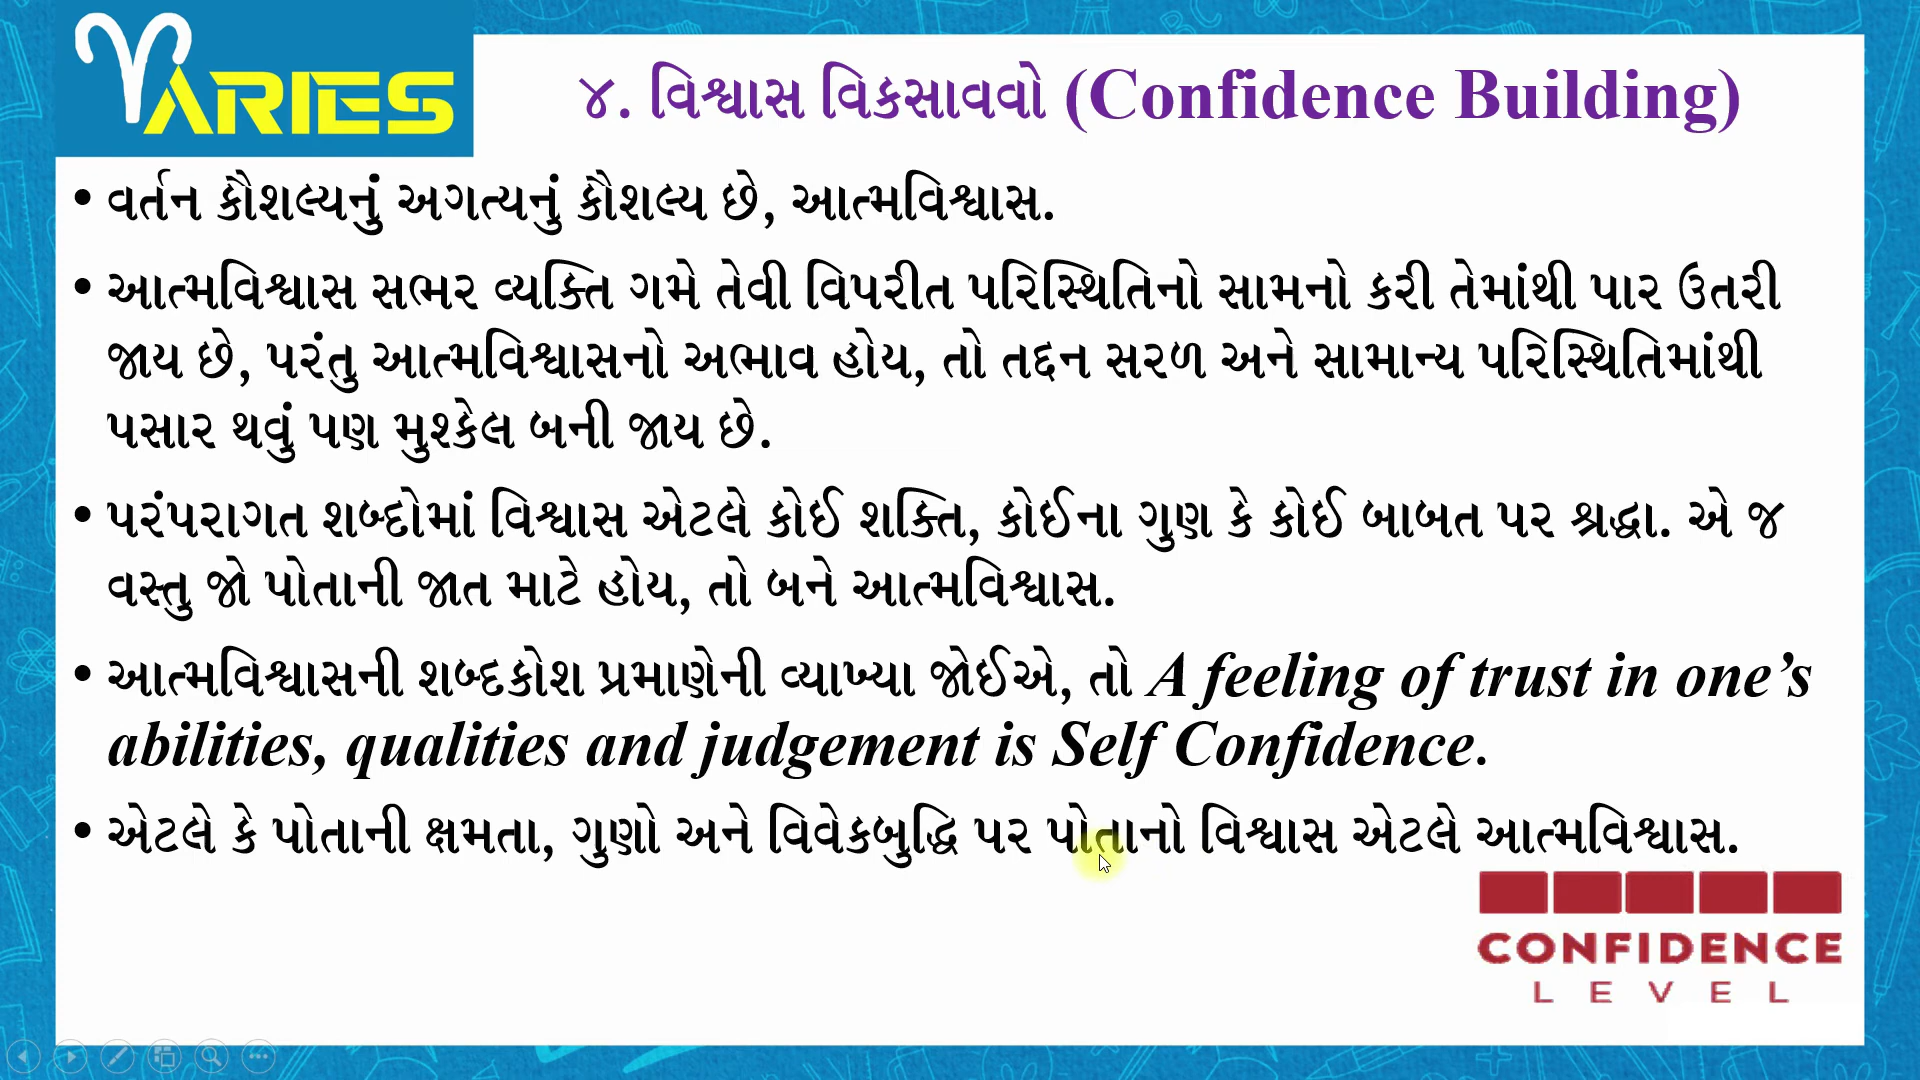 ARIES
૪. વિશ્વાસ વિકસાવવો (Confidence Building)
• વર્તન કૌશલ્યનું અગત્યનું કૌશલ્ય છે, આત્મવિશ્વાસ.
• આત્મવિશ્વાસ સભર વ્યક્તિ ગમે તેવી વિપરીત પરિસ્થિતિનો સામનો કરી તેમાંથી પાર ઉતરી
જાય છે, પરંતુ આત્મવિશ્વાસનો અભાવ હોય, તો તદ્દન સરળ અને સામાન્ય પરિસ્થિતિમાંથી
પસાર થવું પણ મુશ્કેલ બની જાય છે.
• પરંપરાગત શબ્દોમાં વિશ્વાસ એટલે કોઈ શક્તિ, કોઈના ગુણ કે કોઈ બાબત પર શ્રદ્ધા. એ જ
વસ્તુ જો પોતાની જાત માટે હોય, તો બને આત્મવિશ્વાસ.
• આત્મવિશ્વાસની શબ્દકોશ પ્રમાણેની વ્યાખ્યા જોઈએ, તો A feeling of trust in one’s
abilities, qualities and judgement is Self Confidence.
• એટલે કે પોતાની ક્ષમતા, ગુણો અને વિવેકબુદ્ધિ પર પોતાનો વિશ્વાસ એટલે આત્મવિશ્વાસ.
CONFIDENCE
LEVEL